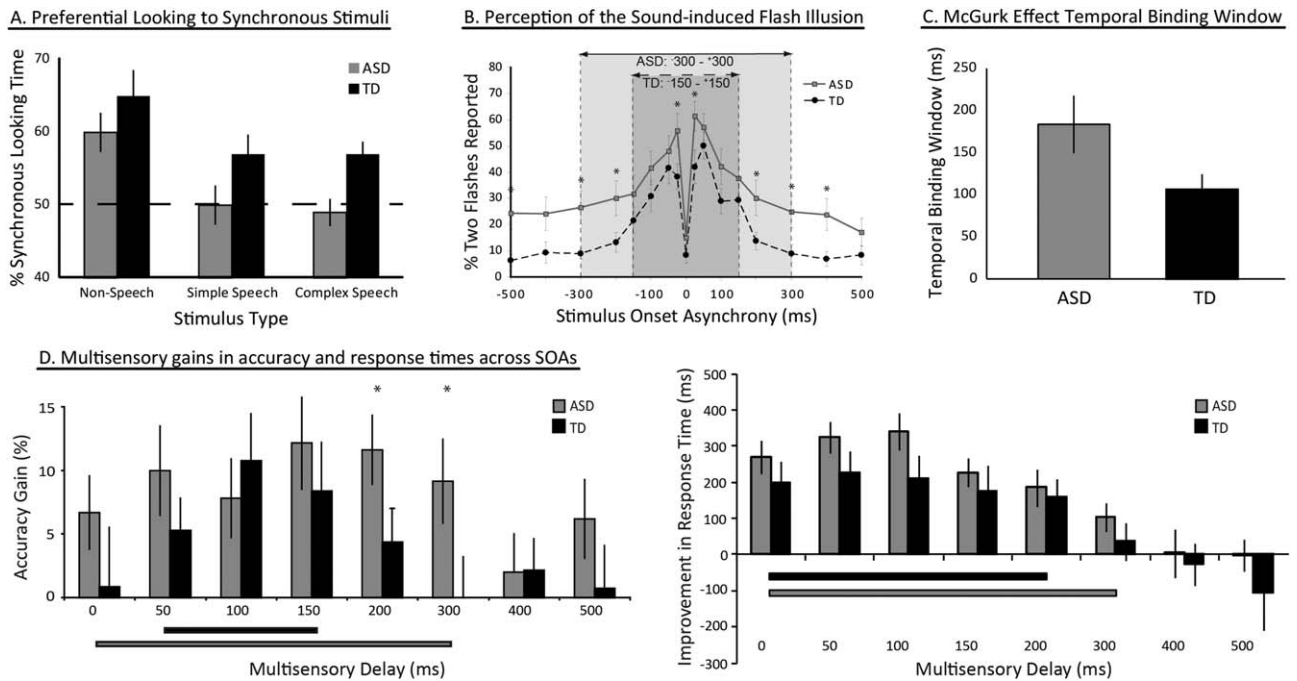 A. Preferential Looking to Synchronous Stimuli
% Synchronous Looking Time
70
60
50
40
ASD
TD
Non-Speech Simple Speech Complex Speech
Stimulus Type
B. Perception of the Sound-induced Flash Illusion
% Two Flashes Reported
80
70
60
50
40
30
20
10
0
ASD: -300 - +300
TD: -150 - +150
* *
* * * * * *
ASD
TD
-500 -300 -100 0 100 300 500
Stimulus Onset Asynchrony (ms)
C. McGurk Effect Temporal Binding Window
Temporal Binding Window (ms)
250
200
150
100
50
0
ASD TD
D. Multisensory gains in accuracy and response times across SOAs
Accuracy Gain (%)
15
10
5
0
* *
ASD
TD
0 50 100 150 200 300 400 500
Multisensory Delay (ms)
Improvement in Response Time (ms)
500
400
300
200
100
0
-100
-200
-300
ASD
TD
0 50 100 150 200 300 400 500
Multisensory Delay (ms)